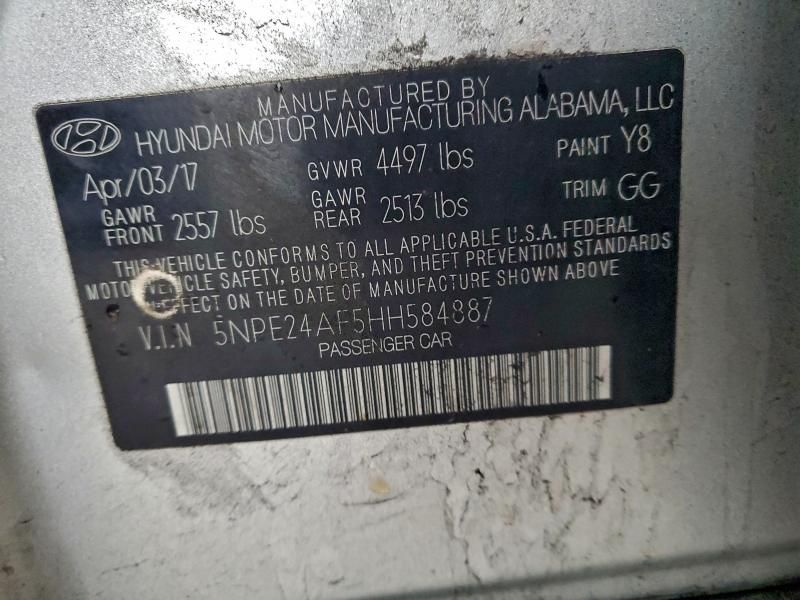 MANUFACTURED BY
HYUNDAI MOTOR MANUFACTURING ALABAMA, LLC
Apr/03/17 GVWR 4497 lbs PAINT Y8
GAWR FRONT 2557 lbs GAWR REAR 2513 lbs TRIM GG
THIS VEHICLE CONFORMS TO ALL APPLICABLE U.S.A. FEDERAL
MOTOR VEHICLE SAFETY, BUMPER, AND THEFT PREVENTION STANDARDS
EFFECT ON THE DATE OF MANUFACTURE SHOWN ABOVE
V.I.N 5NPE24AF5HH584887
PASSENGER CAR